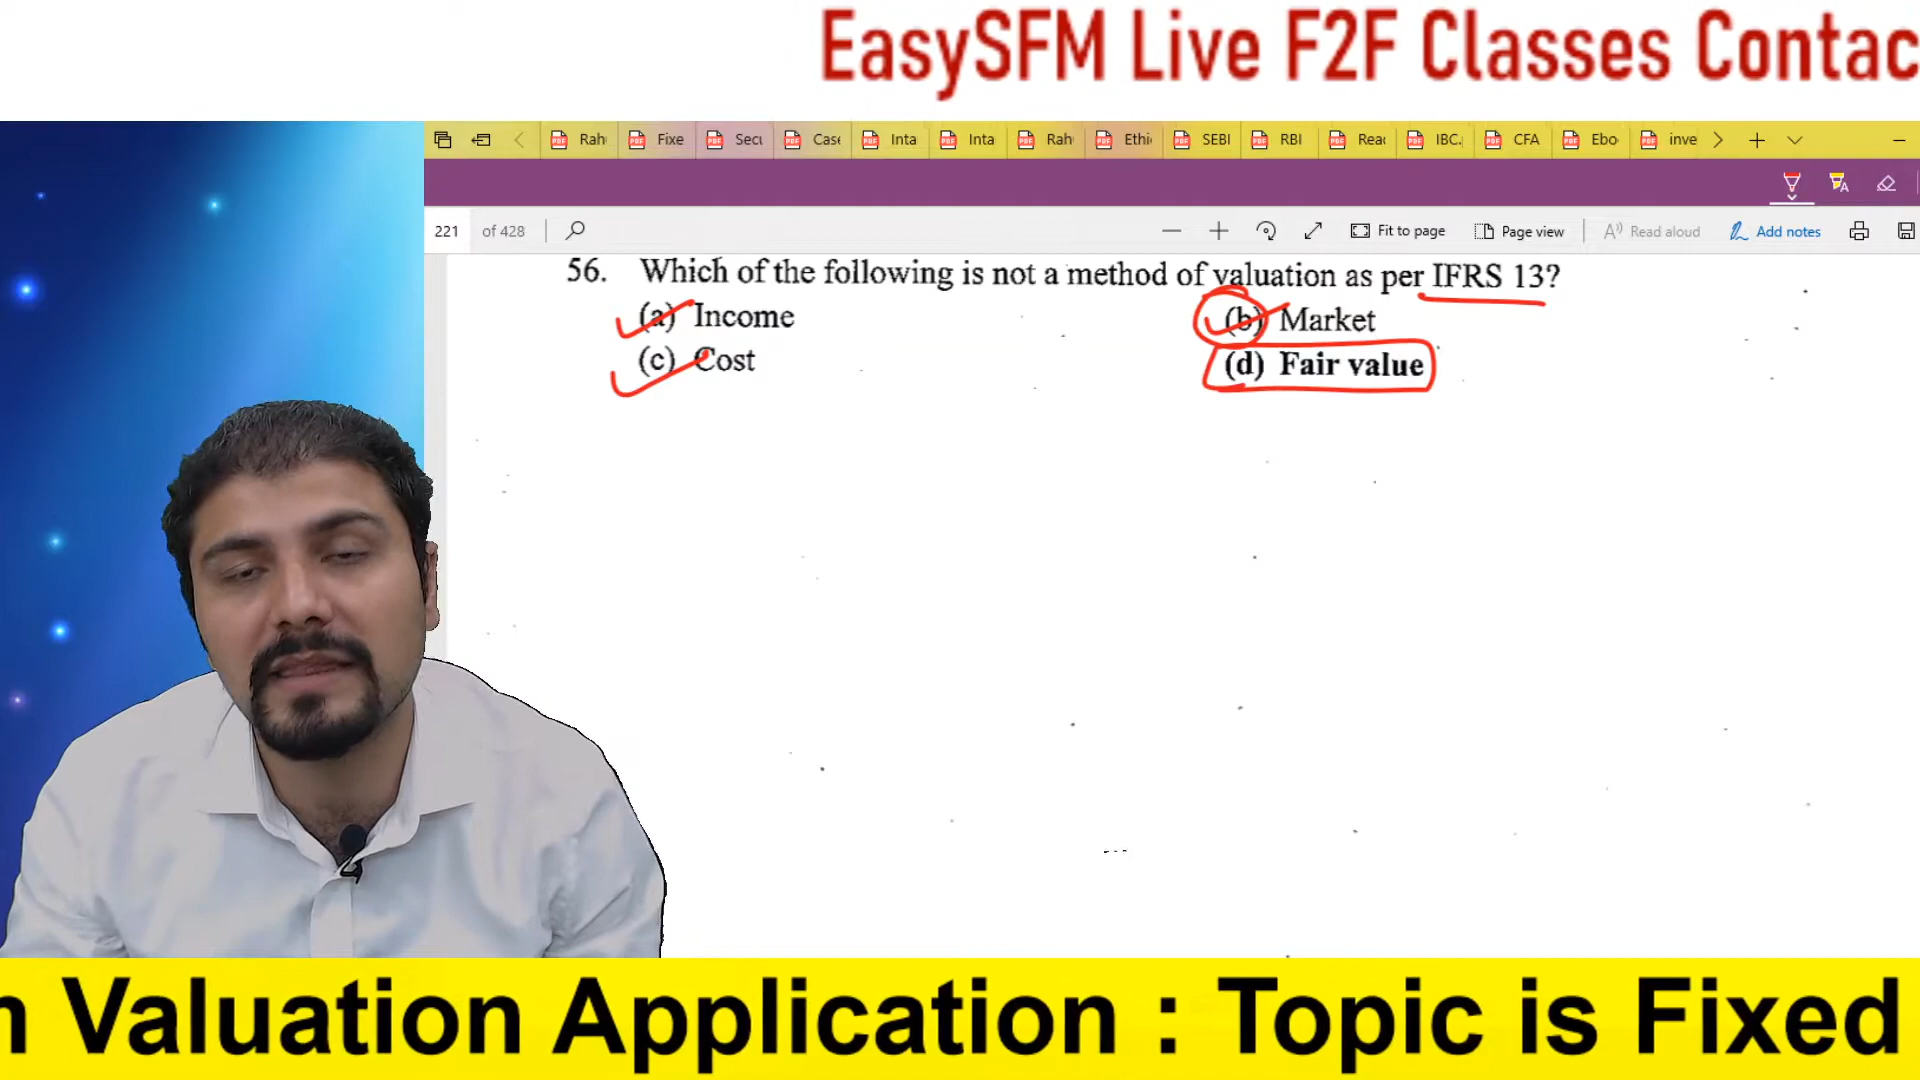 EasySFM Live F2F Classes Contac
Rah Fixe Secu Case Inta Inta Rah Ethi SEBI RBI Reac IBC. CFA Ebo inve
221 of 428 Fit to page Page view Read aloud Add notes
56. Which of the following is not a method of valuation as per IFRS 13?
(a) Income (b) Market
(c) Cost (d) Fair value
n Valuation Application : Topic is Fixed